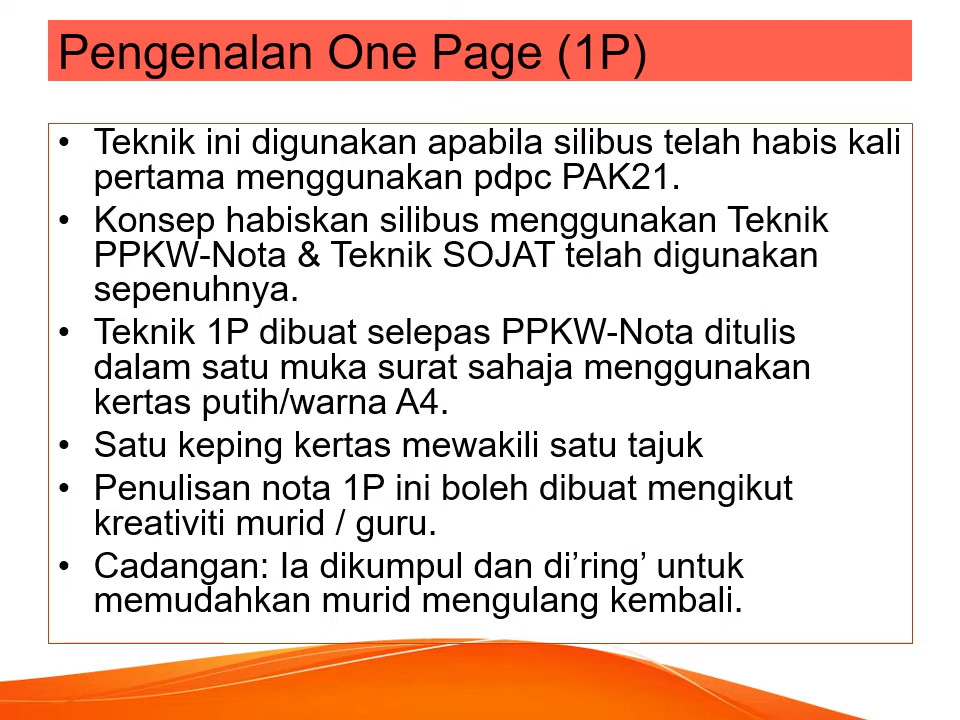 Pengenalan One Page (1P)
• Teknik ini digunakan apabila silibus telah habis kali
pertama menggunakan pdpc PAK21.
• Konsep habiskan silibus menggunakan Teknik
PPKW-Nota & Teknik SOJAT telah digunakan
sepenuhnya.
• Teknik 1P dibuat selepas PPKW-Nota ditulis
dalam satu muka surat sahaja menggunakan
kertas putih/warna A4.
• Satu keping kertas mewakili satu tajuk
• Penulisan nota 1P ini boleh dibuat mengikut
kreativiti murid / guru.
• Cadangan: Ia dikumpul dan di’ring’ untuk
memudahkan murid mengulang kembali.